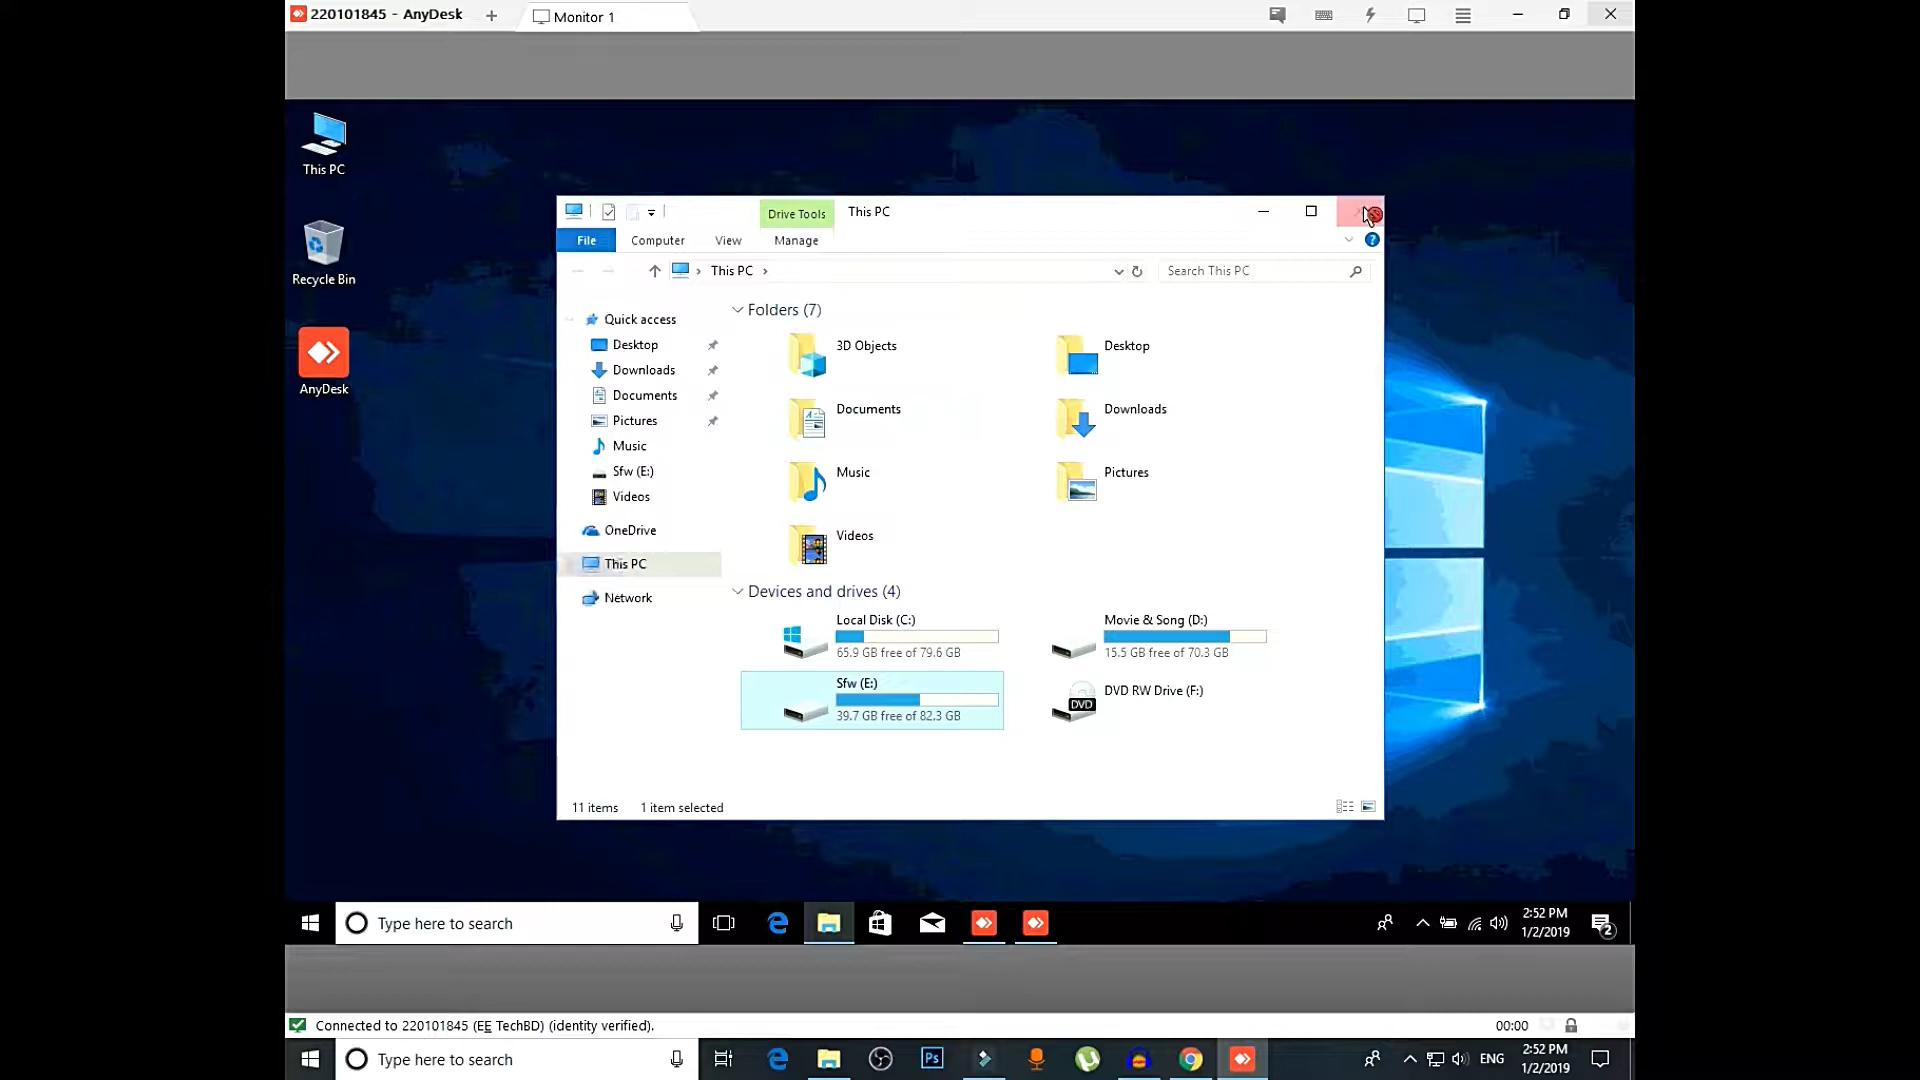 220101845 - AnyDesk
Monitor 1
This PC
Recycle Bin
AnyDesk
Drive Tools
This PC
File
Computer
View
Manage
This PC
Search This PC
Quick access
Desktop
Downloads
Documents
Pictures
Music
Sfw (E:)
Videos
OneDrive
This PC
Network
Folders (7)
3D Objects
Desktop
Documents
Downloads
Music
Pictures
Videos
Devices and drives (4)
Local Disk (C:)
65.9 GB free of 79.6 GB
Movie & Song (D:)
15.5 GB free of 70.3 GB
Sfw (E:)
39.7 GB free of 82.3 GB
DVD
DVD RW Drive (F:)
11 items
1 item selected
Type here to search
2:52 PM
1/2/2019
2
Connected to 220101845 (EE TechBD) (identity verified).
00:00
Type here to search
Ps
ENG
2:52 PM
1/2/2019